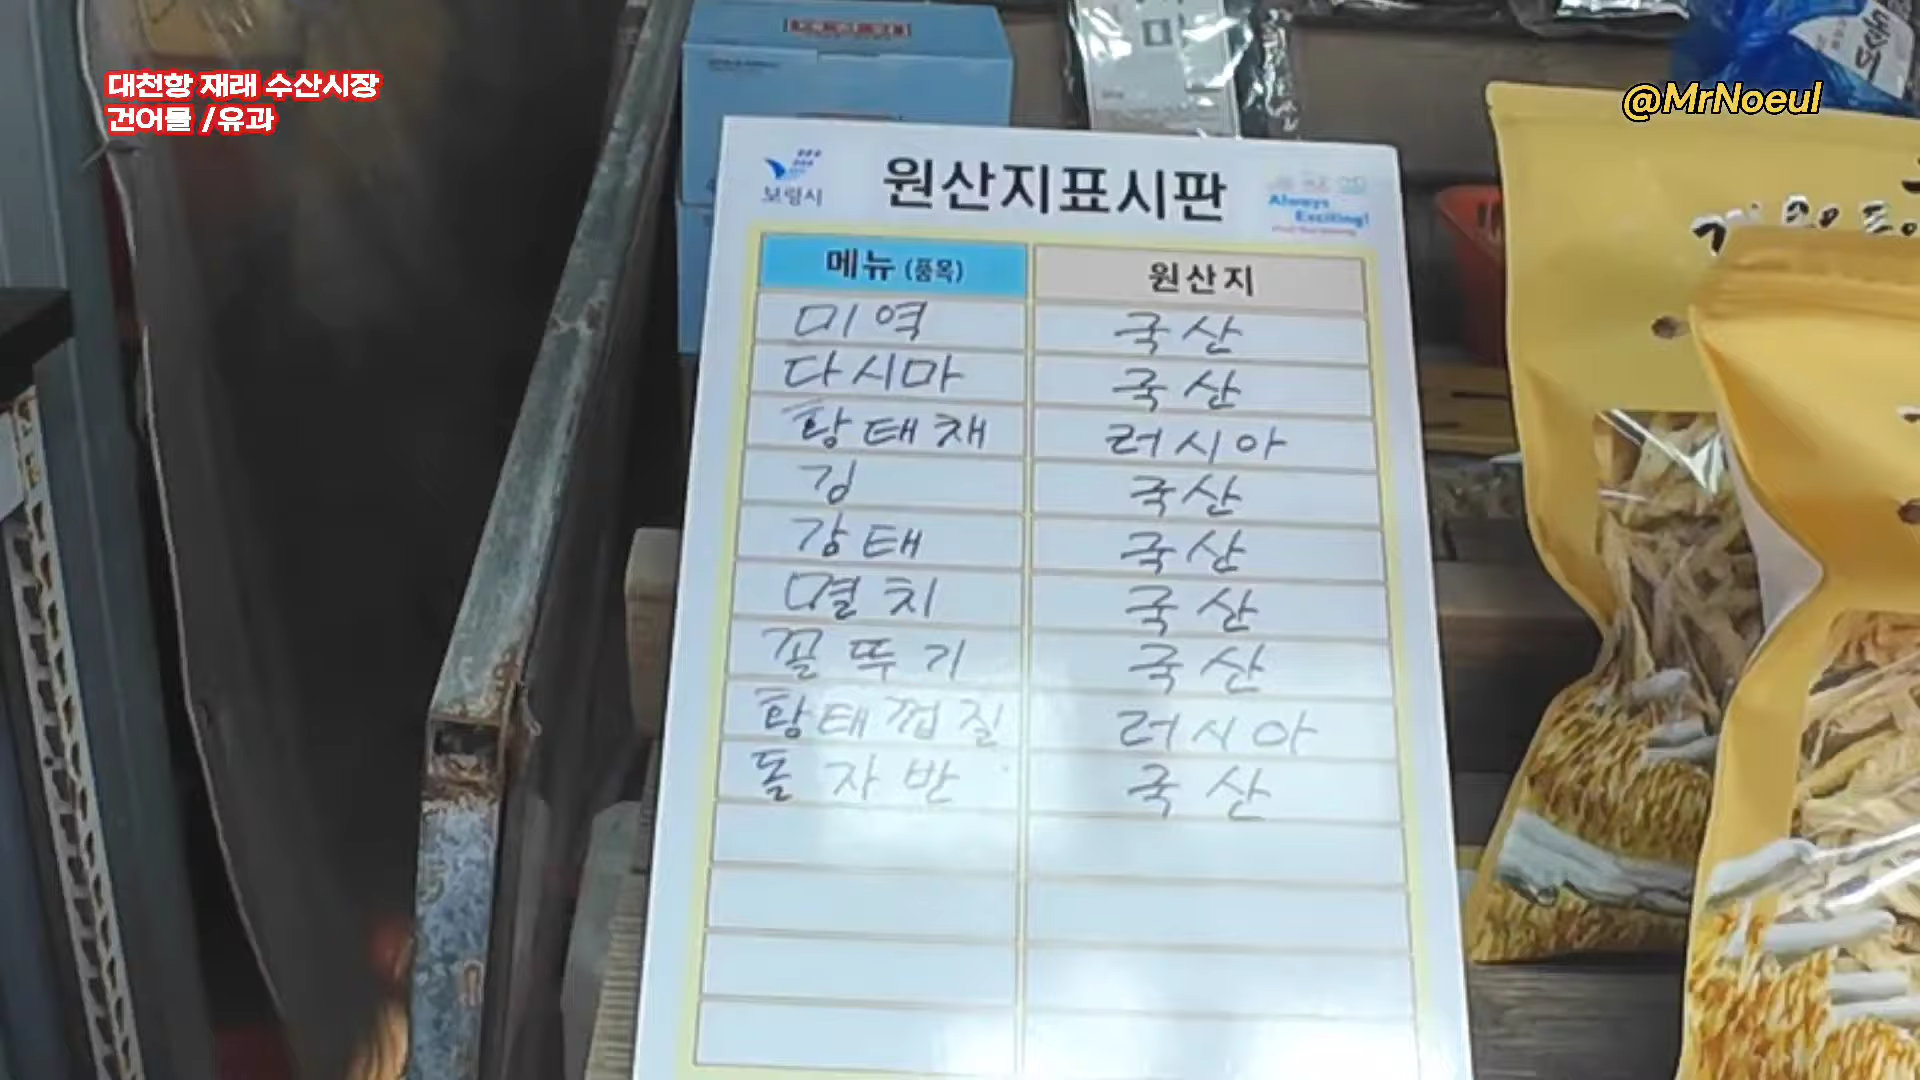 대천항 재래 수산시장
건어물 /유과
@MrNoeul
보령시
원산지표시판
Always
Exciting!
메뉴 (품목) 원산지
미역 국산
다시마 국산
황태채 러시아
김 국산
감태 국산
멸치 국산
꼴뚜기 국산
황태껍질 러시아
돌자반 국산